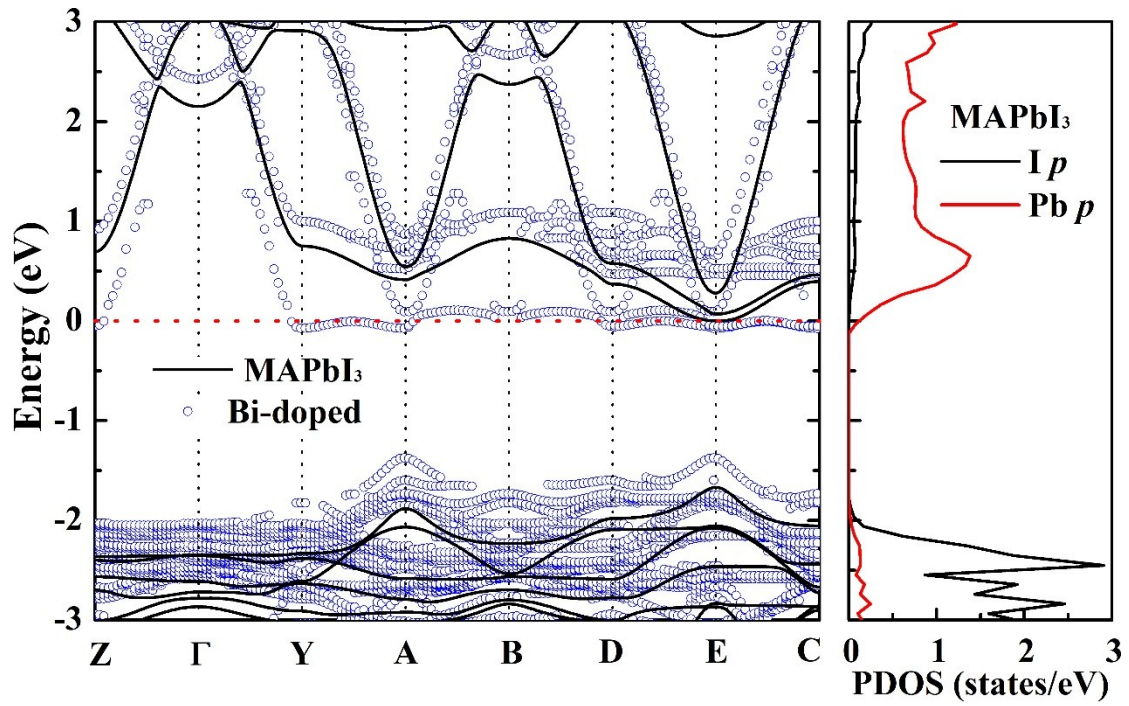 Energy (eV)
3
2
1
0
-1
-2
-3
MAPbI₃
Bi-doped
Z Γ Y A B D E C
MAPbI₃
I p
Pb p
0 1 2 3
PDOS (states/eV)